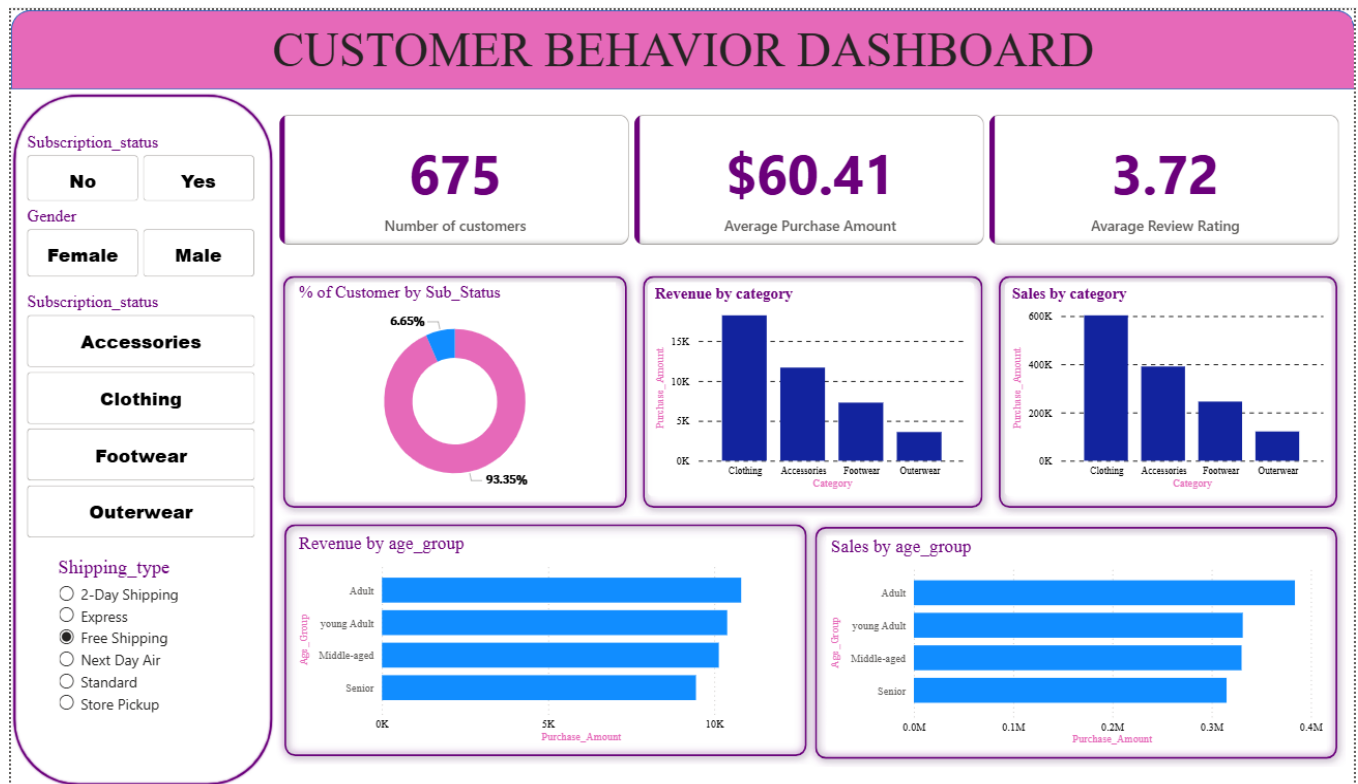 CUSTOMER BEHAVIOR DASHBOARD
Subscription_status
No Yes
Gender
Female Male
Subscription_status
Accessories
Clothing
Footwear
Outerwear
Shipping_type
2-Day Shipping
Express
Free Shipping
Next Day Air
Standard
Store Pickup
675
Number of customers
$60.41
Average Purchase Amount
3.72
Avarage Review Rating
% of Customer by Sub_Status
6.65%
93.35%
Revenue by category
Purchase_Amount
15K
10K
5K
0K
Clothing Accessories Footwear Outerwear
Category
Sales by category
Purchase_Amount
600K
400K
200K
0K
Clothing Accessories Footwear Outerwear
Category
Revenue by age_group
Age_Group
Adult
young Adult
Middle-aged
Senior
0K 5K 10K
Purchase_Amount
Sales by age_group
Age_Group
Adult
young Adult
Middle-aged
Senior
0.0M 0.1M 0.2M 0.3M 0.4M
Purchase_Amount